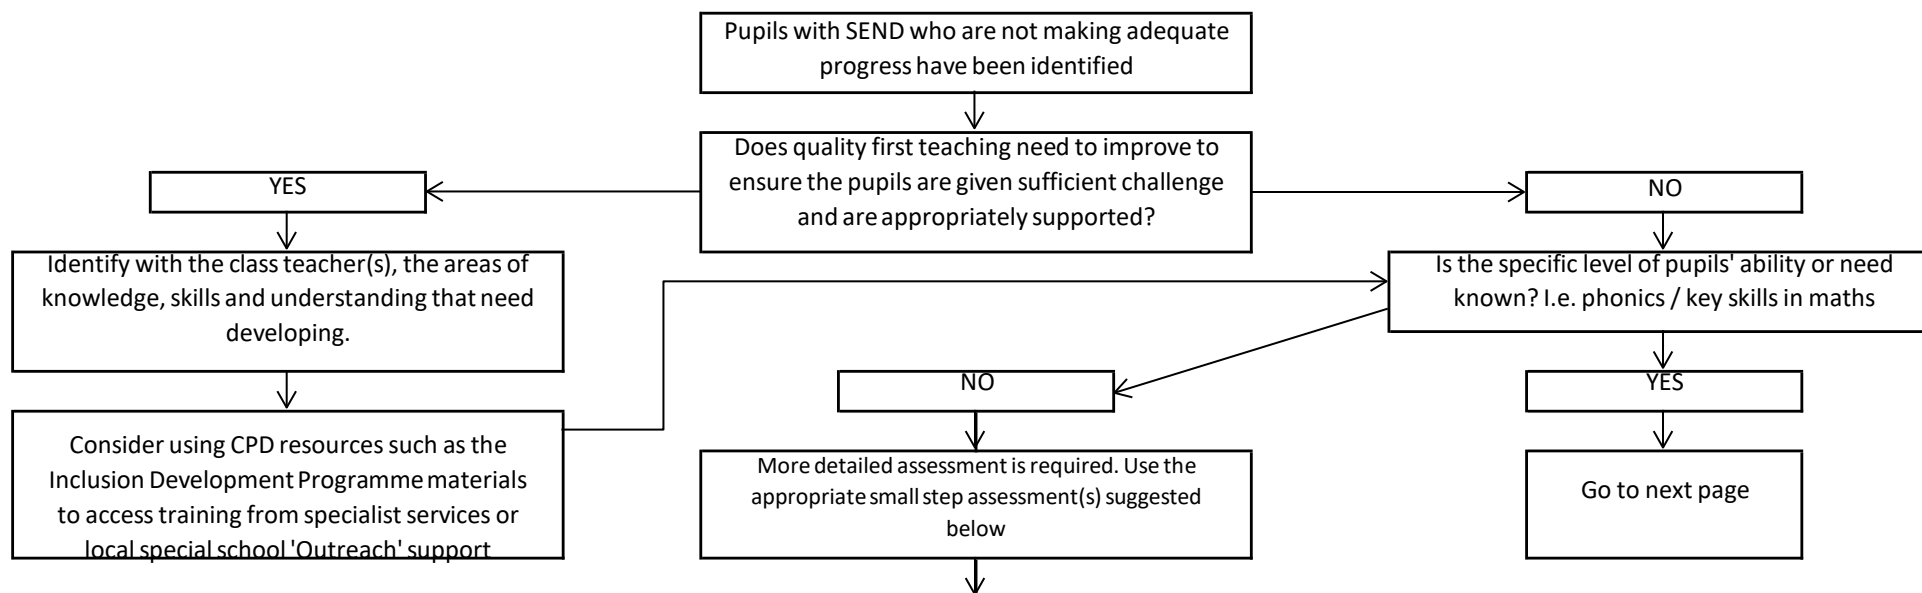 Pupils with SEND who are not making adequate
progress have been identified
Does quality first teaching need to improve to
ensure the pupils are given sufficient challenge
and are appropriately supported?
YES
NO
Identify with the class teacher(s), the areas of
knowledge, skills and understanding that need
developing.
Is the specific level of pupils' ability or need
known? I.e. phonics / key skills in maths
NO
YES
Consider using CPD resources such as the
Inclusion Development Programme materials
to access training from specialist services or
local special school 'Outreach' support
More detailed assessment is required. Use the
appropriate small step assessment(s) suggested
below
Go to next page